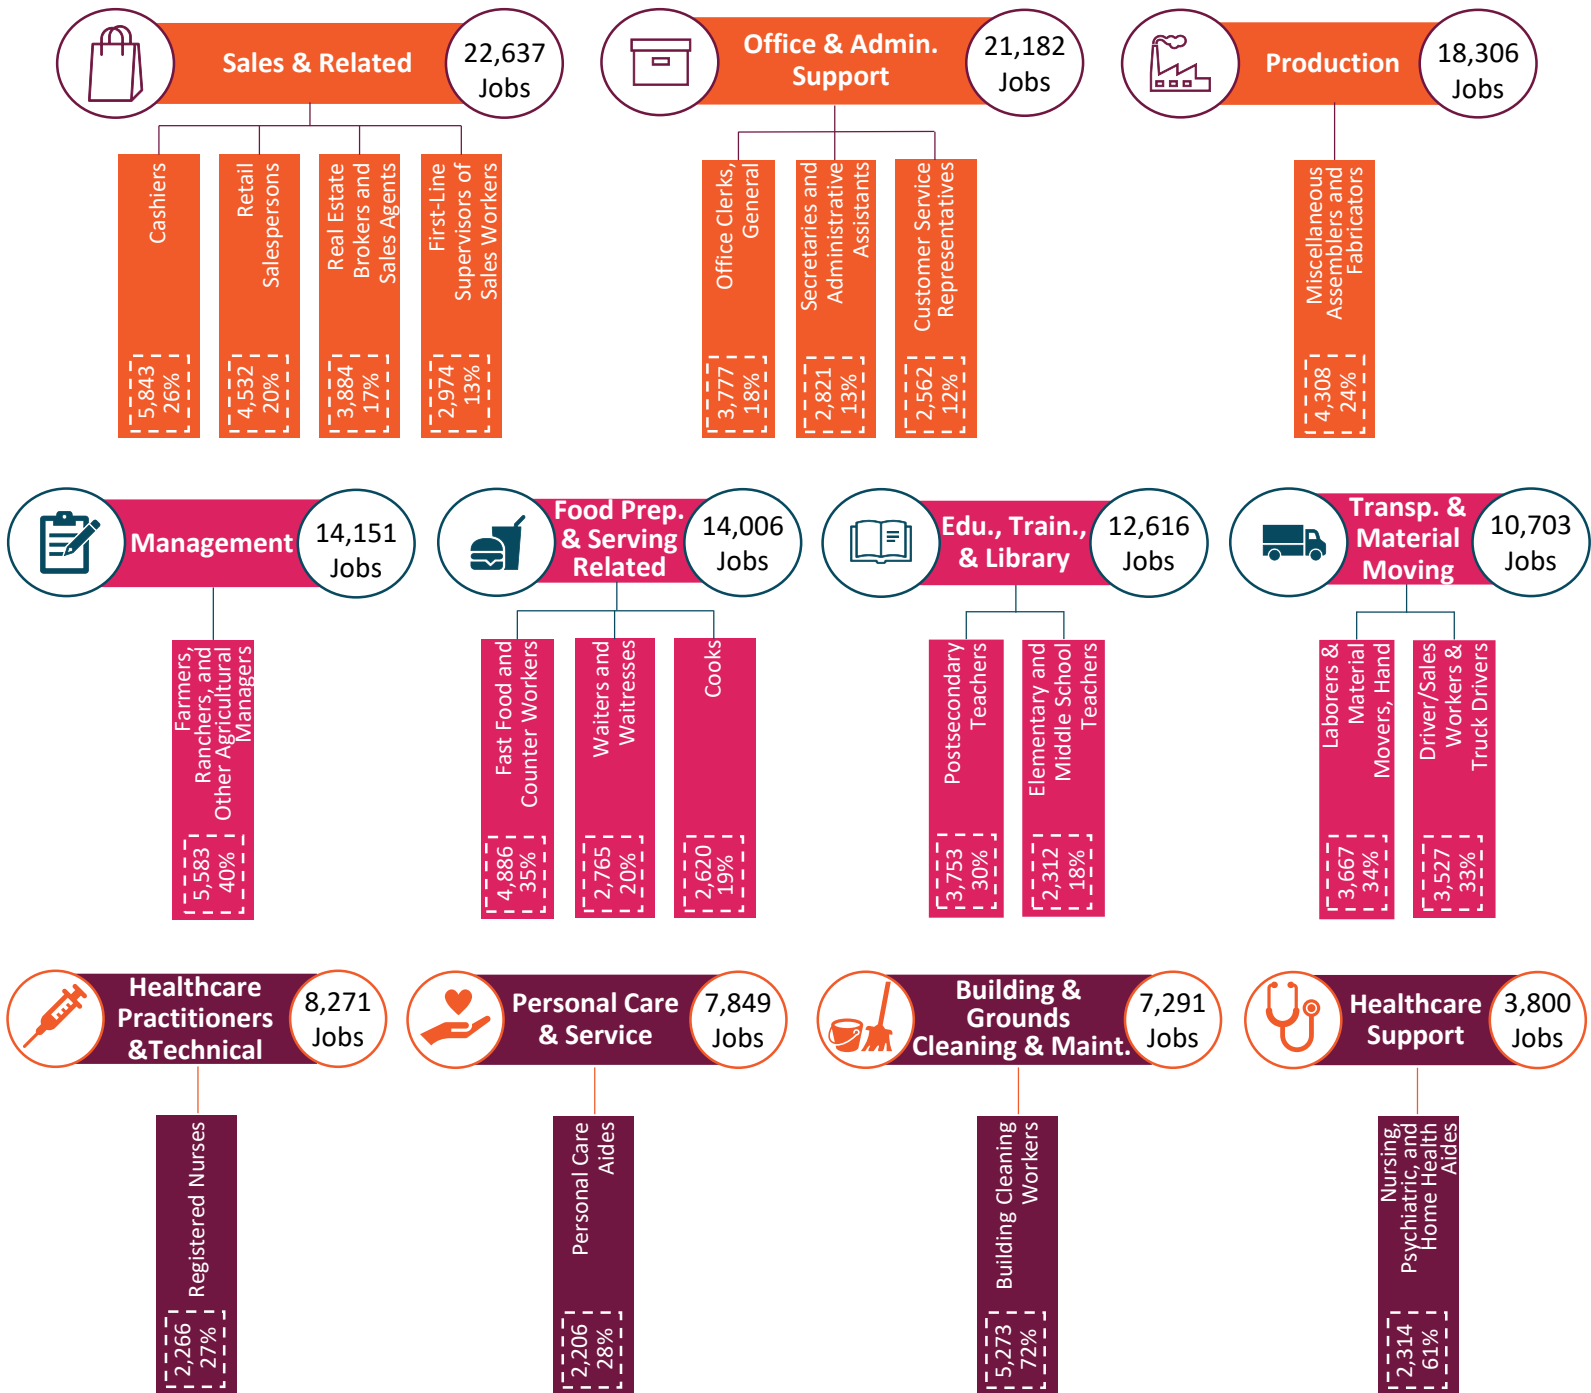 Sales & Related
22,637
Jobs
Cashiers
5,843
26%
Retail
Salespersons
4,532
20%
Real Estate
Brokers and
Sales Agents
3,884
17%
First-Line
Supervisors of
Sales Workers
2,974
13%
Office & Admin.
Support
21,182
Jobs
Office Clerks,
General
3,777
18%
Secretaries and
Administrative
Assistants
2,821
13%
Customer Service
Representatives
2,562
12%
Production
18,306
Jobs
Miscellaneous
Assemblers and
Fabricators
4,308
24%
Management
14,151
Jobs
Farmers,
Ranchers, and
Other Agricultural
Managers
5,583
40%
Food Prep.
& Serving
Related
14,006
Jobs
Fast Food and
Counter Workers
4,886
35%
Waiters and
Waitresses
2,765
20%
Cooks
2,620
19%
Edu., Train.,
& Library
12,616
Jobs
Postsecondary
Teachers
3,753
30%
Elementary and
Middle School
Teachers
2,312
18%
Transp. &
Material
Moving
10,703
Jobs
Laborers &
Material
Movers, Hand
3,667
34%
Driver/Sales
Workers &
Truck Drivers
3,527
33%
Healthcare
Practitioners
&Technical
8,271
Jobs
Registered Nurses
2,266
27%
Personal Care
& Service
7,849
Jobs
Personal Care
Aides
2,206
28%
Building &
Grounds
Cleaning & Maint.
7,291
Jobs
Building Cleaning
Workers
5,273
72%
Healthcare
Support
3,800
Jobs
Nursing,
Psychiatric, and
Home Health
Aides
2,314
61%